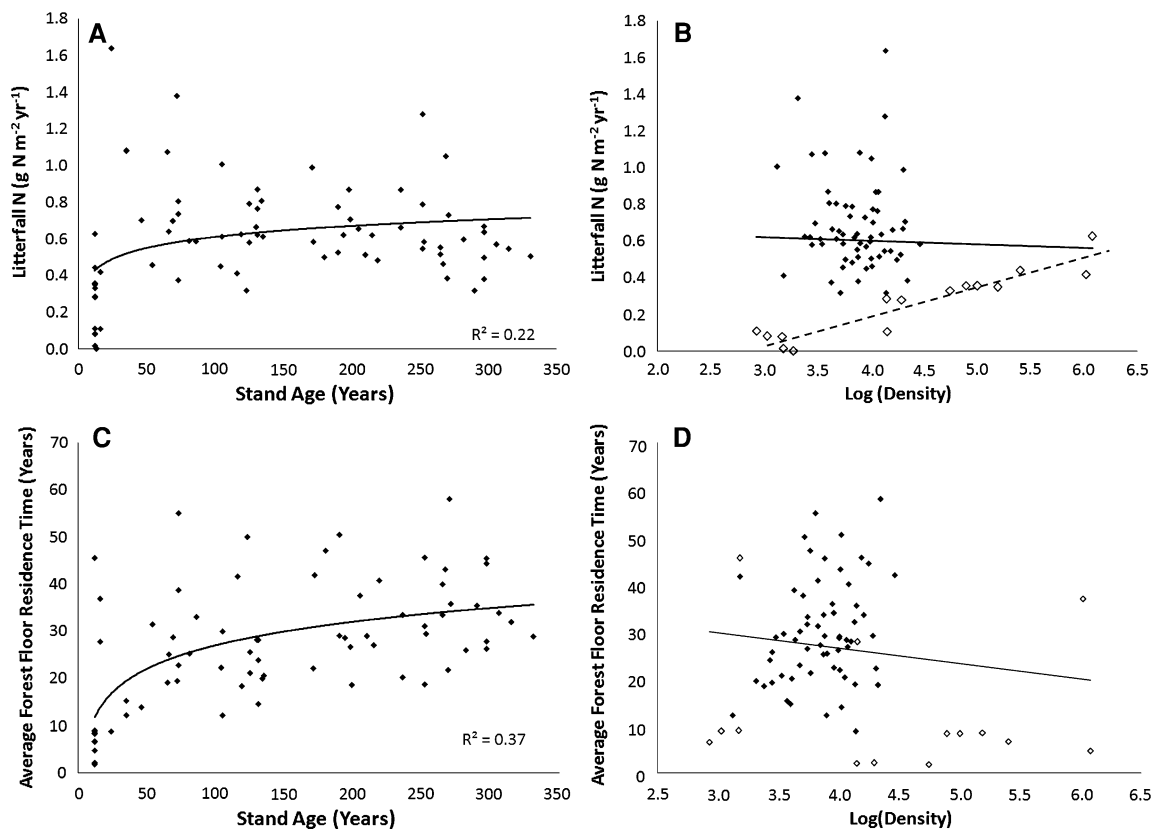 A
Litterfall N (g N m⁻² yr⁻¹)
1.8
1.6
1.4
1.2
1.0
0.8
0.6
0.4
0.2
0.0
R² = 0.22
0 50 100 150 200 250 300 350
Stand Age (Years)
B
Litterfall N (g N m⁻² yr⁻¹)
1.8
1.6
1.4
1.2
1.0
0.8
0.6
0.4
0.2
0.0
2.0 2.5 3.0 3.5 4.0 4.5 5.0 5.5 6.0 6.5
Log (Density)
C
Average Forest Floor Residence Time (Years)
70
60
50
40
30
20
10
0
R² = 0.37
0 50 100 150 200 250 300 350
Stand Age (Years)
D
Average Forest Floor Residence Time (Years)
70
60
50
40
30
20
10
0
2.5 3.0 3.5 4.0 4.5 5.0 5.5 6.0 6.5
Log(Density)